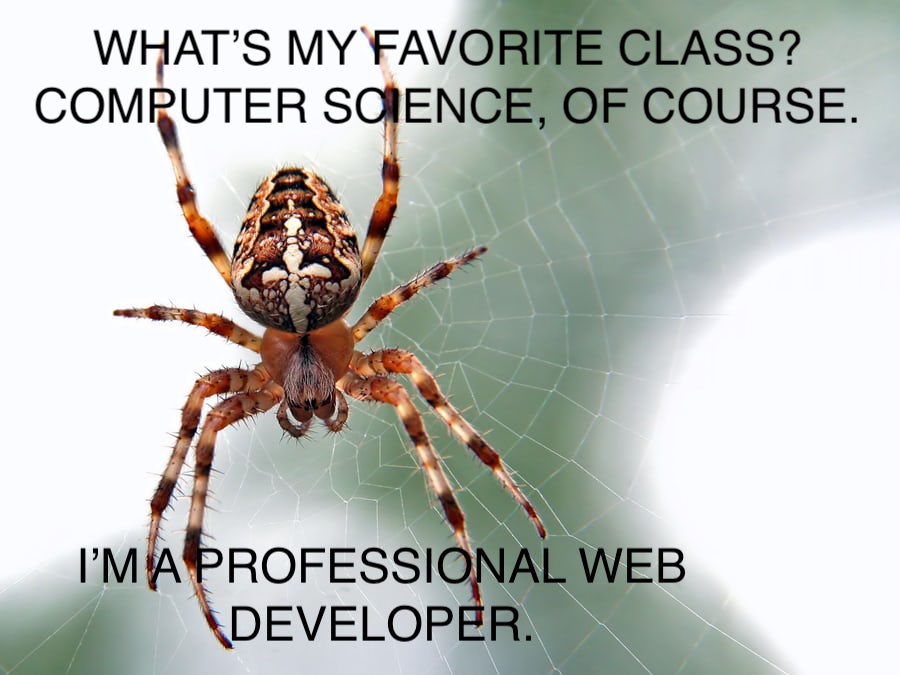 WHAT’S MY FAVORITE CLASS?
COMPUTER SCIENCE, OF COURSE.
I’M A PROFESSIONAL WEB
DEVELOPER.